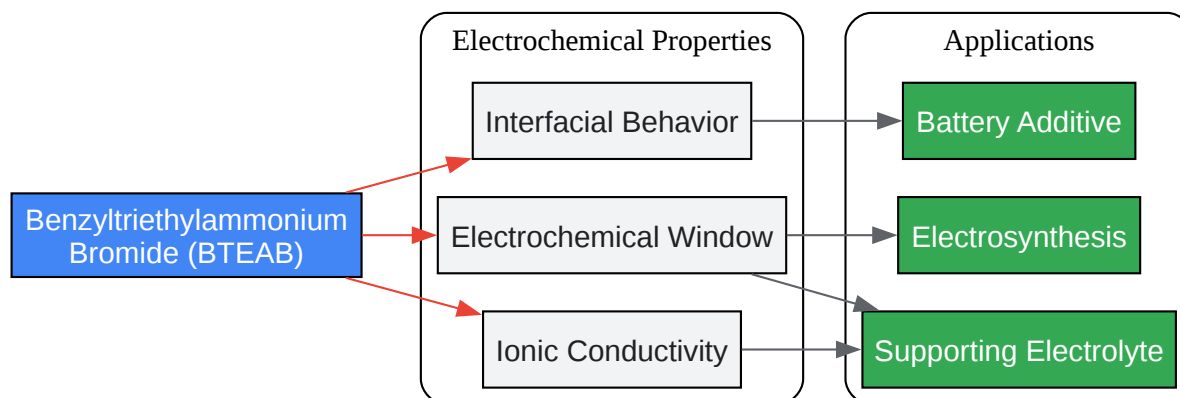 Electrochemical Properties
Applications
Interfacial Behavior
Battery Additive
Benzyltriethylammonium
Bromide (BTEAB)
Electrochemical Window
Electrosynthesis
Ionic Conductivity
Supporting Electrolyte